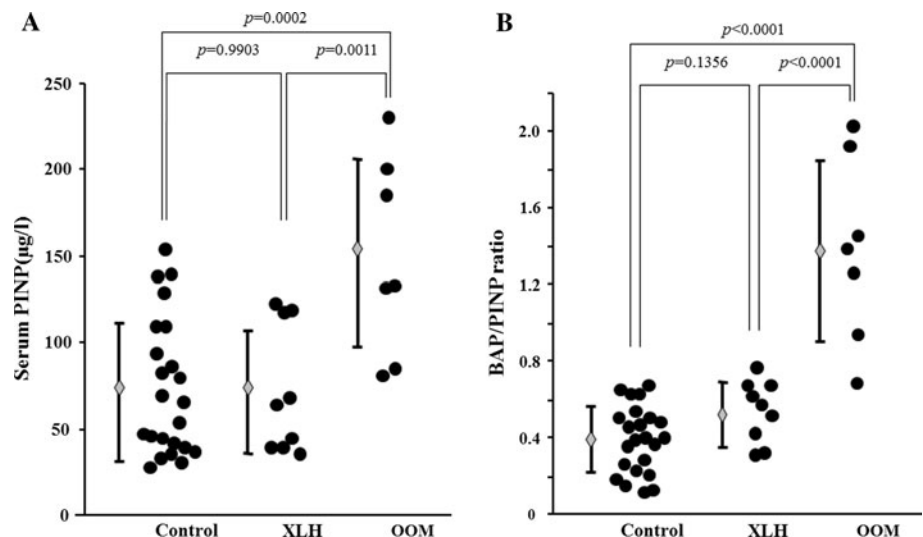 A
p=0.0002
p=0.9903
p=0.0011
250
200
150
100
50
0
Serum PINP(μg/l)
Control
XLH
OOM
B
p<0.0001
p=0.1356
p<0.0001
2.0
1.6
1.2
0.8
0.4
0
BAP/PINP ratio
Control
XLH
OOM